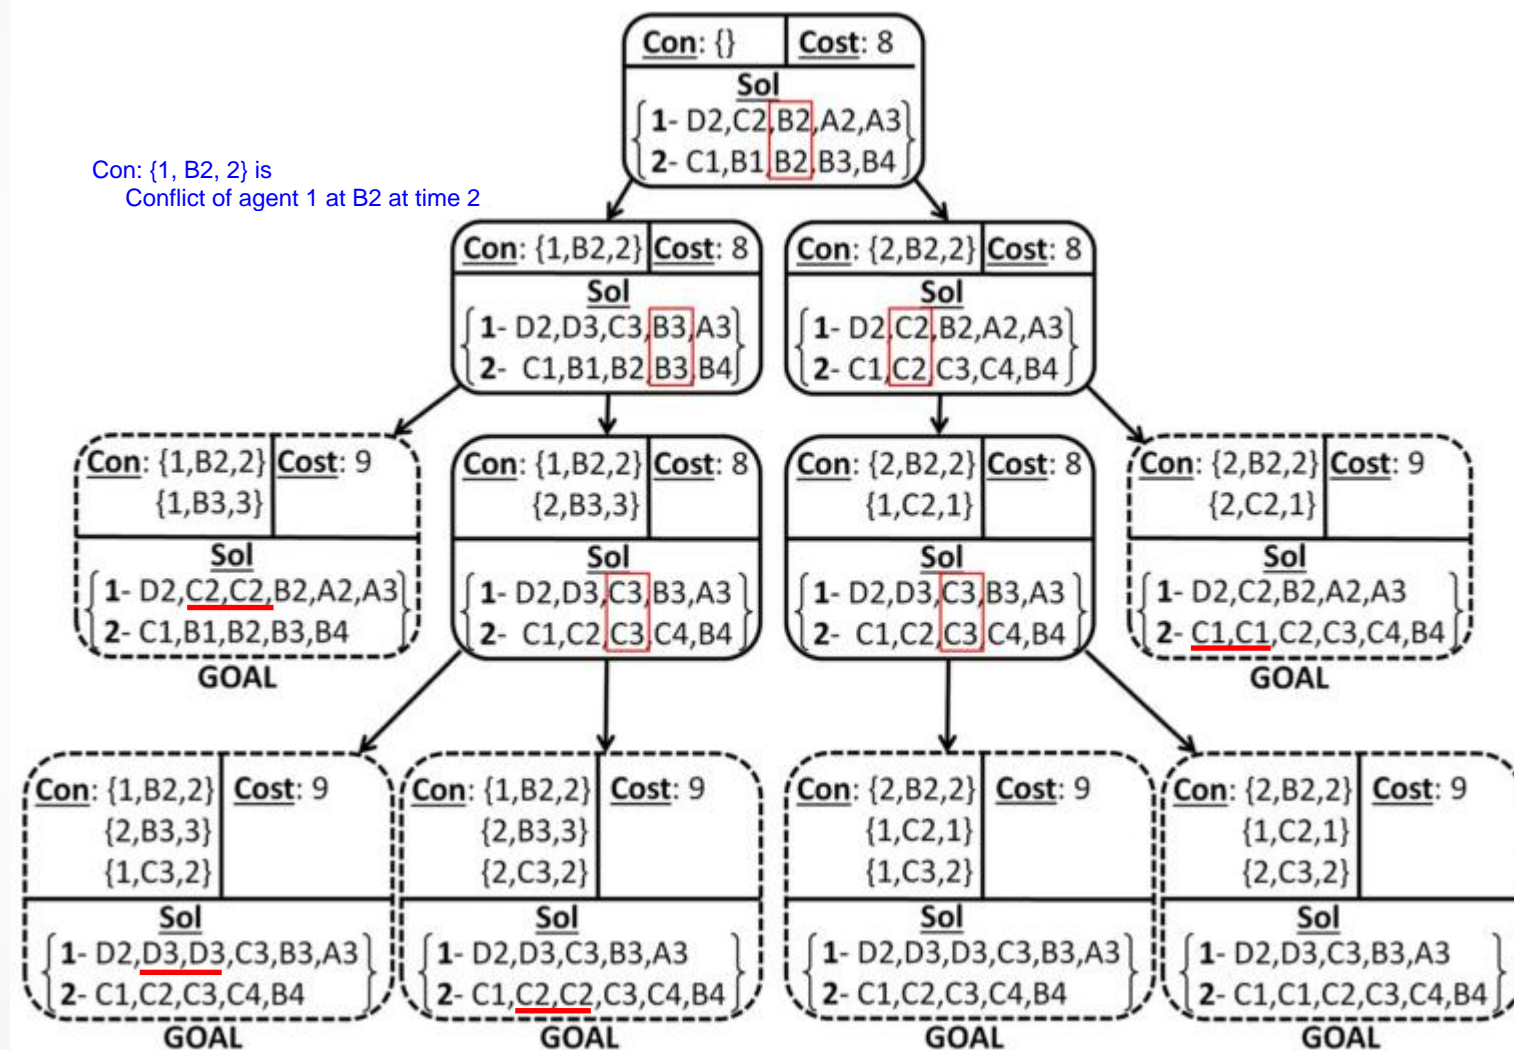 Con: {} Cost: 8
Sol
1- D2,C2,B2,A2,A3
2- C1,B1,B2,B3,B4
Con: {1, B2, 2} is
Conflict of agent 1 at B2 at time 2
Con: {1,B2,2} Cost: 8
Sol
1- D2,D3,C3,B3,A3
2- C1,B1,B2,B3,B4
Con: {2,B2,2} Cost: 8
Sol
1- D2,C2,B2,A2,A3
2- C1,C2,C3,C4,B4
Con: {1,B2,2} Cost: 9
{1,B3,3}
Sol
1- D2,C2,C2,B2,A2,A3
2- C1,B1,B2,B3,B4
GOAL
Con: {1,B2,2} Cost: 8
{2,B3,3}
Sol
1- D2,D3,C3,B3,A3
2- C1,C2,C3,C4,B4
Con: {2,B2,2} Cost: 8
{1,C2,1}
Sol
1- D2,D3,C3,B3,A3
2- C1,C2,C3,C4,B4
Con: {2,B2,2} Cost: 9
{2,C2,1}
Sol
1- D2,C2,B2,A2,A3
2- C1,C1,C2,C3,C4,B4
GOAL
Con: {1,B2,2} Cost: 9
{2,B3,3}
{1,C3,2}
Sol
1- D2,D3,D3,C3,B3,A3
2- C1,C2,C3,C4,B4
GOAL
Con: {1,B2,2} Cost: 9
{2,B3,3}
{2,C3,2}
Sol
1- D2,D3,C3,B3,A3
2- C1,C2,C2,C3,C4,B4
GOAL
Con: {2,B2,2} Cost: 9
{1,C2,1}
{1,C3,2}
Sol
1- D2,D3,D3,C3,B3,A3
2- C1,C2,C3,C4,B4
GOAL
Con: {2,B2,2} Cost: 9
{1,C2,1}
{2,C3,2}
Sol
1- D2,D3,C3,B3,A3
2- C1,C1,C2,C3,C4,B4
GOAL